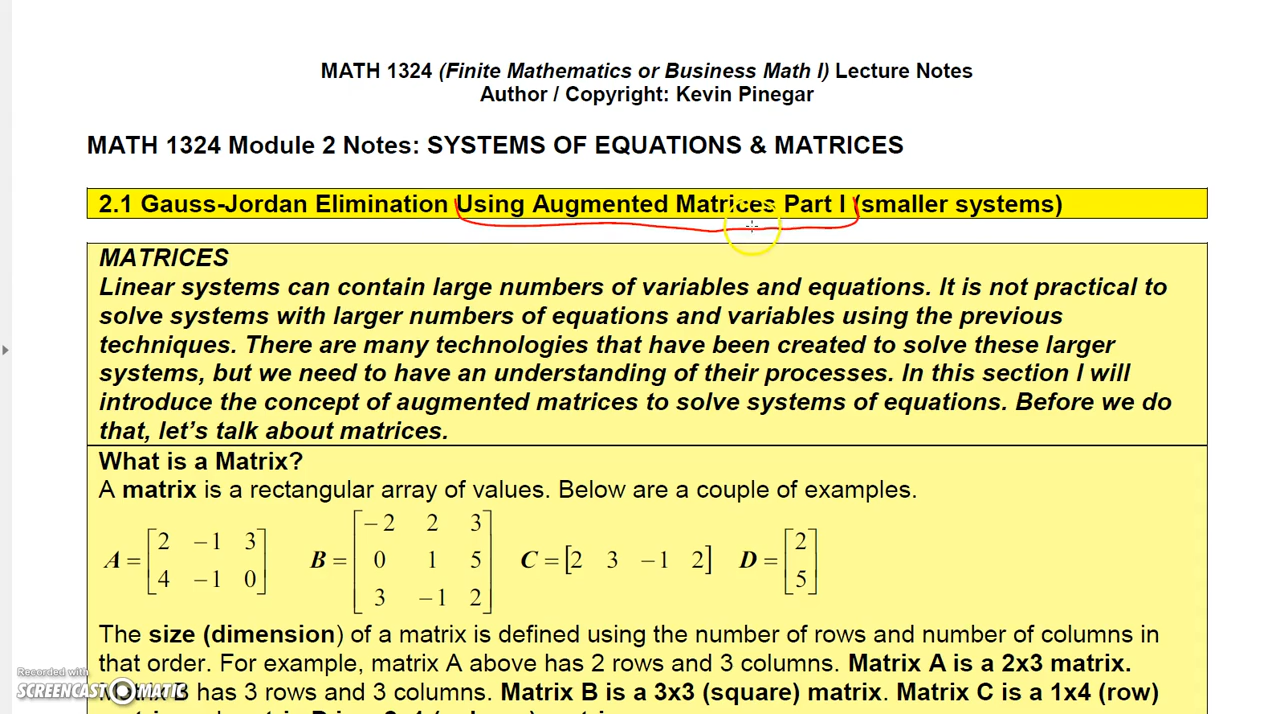 MATH 1324 (Finite Mathematics or Business Math I) Lecture Notes
Author / Copyright: Kevin Pinegar
MATH 1324 Module 2 Notes: SYSTEMS OF EQUATIONS & MATRICES
2.1 Gauss-Jordan Elimination Using Augmented Matrices Part I (smaller systems)
MATRICES
Linear systems can contain large numbers of variables and equations. It is not practical to
solve systems with larger numbers of equations and variables using the previous
techniques. There are many technologies that have been created to solve these larger
systems, but we need to have an understanding of their processes. In this section I will
introduce the concept of augmented matrices to solve systems of equations. Before we do
that, let's talk about matrices.
What is a Matrix?
A matrix is a rectangular array of values. Below are a couple of examples.
A = [2 −1 3
4 −1 0]
B = [−2 2 3
0 1 5
3 −1 2]
C = [2 3 −1 2]
D = [2
5]
The size (dimension) of a matrix is defined using the number of rows and number of columns in
that order. For example, matrix A above has 2 rows and 3 columns. Matrix A is a 2x3 matrix.
Matrix B has 3 rows and 3 columns. Matrix B is a 3x3 (square) matrix. Matrix C is a 1x4 (row)
Recorded with
SCREENCAST-O-MATIC